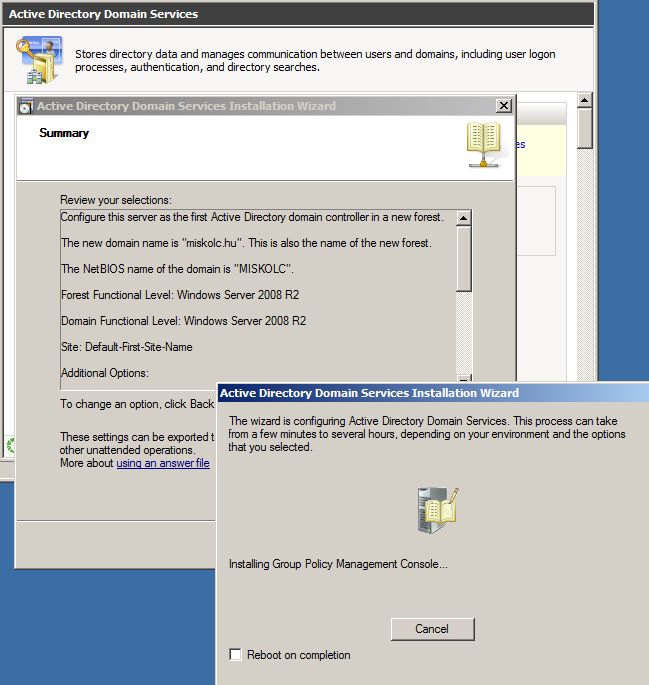 Active Directory Domain Services
Stores directory data and manages communication between users and domains, including user logon
processes, authentication, and directory searches.
Active Directory Domain Services Installation Wizard
Summary
es
Review your selections:
Configure this server as the first Active Directory domain controller in a new forest.
The new domain name is "miskolc.hu". This is also the name of the new forest.
The NetBIOS name of the domain is "MISKOLC".
Forest Functional Level: Windows Server 2008 R2
Domain Functional Level: Windows Server 2008 R2
Site: Default-First-Site-Name
Additional Options:
To change an option, click Back
These settings can be exported t
other unattended operations.
More about using an answer file
Active Directory Domain Services Installation Wizard
The wizard is configuring Active Directory Domain Services. This process can take
from a few minutes to several hours, depending on your environment and the options
that you selected.
Installing Group Policy Management Console...
Cancel
Reboot on completion